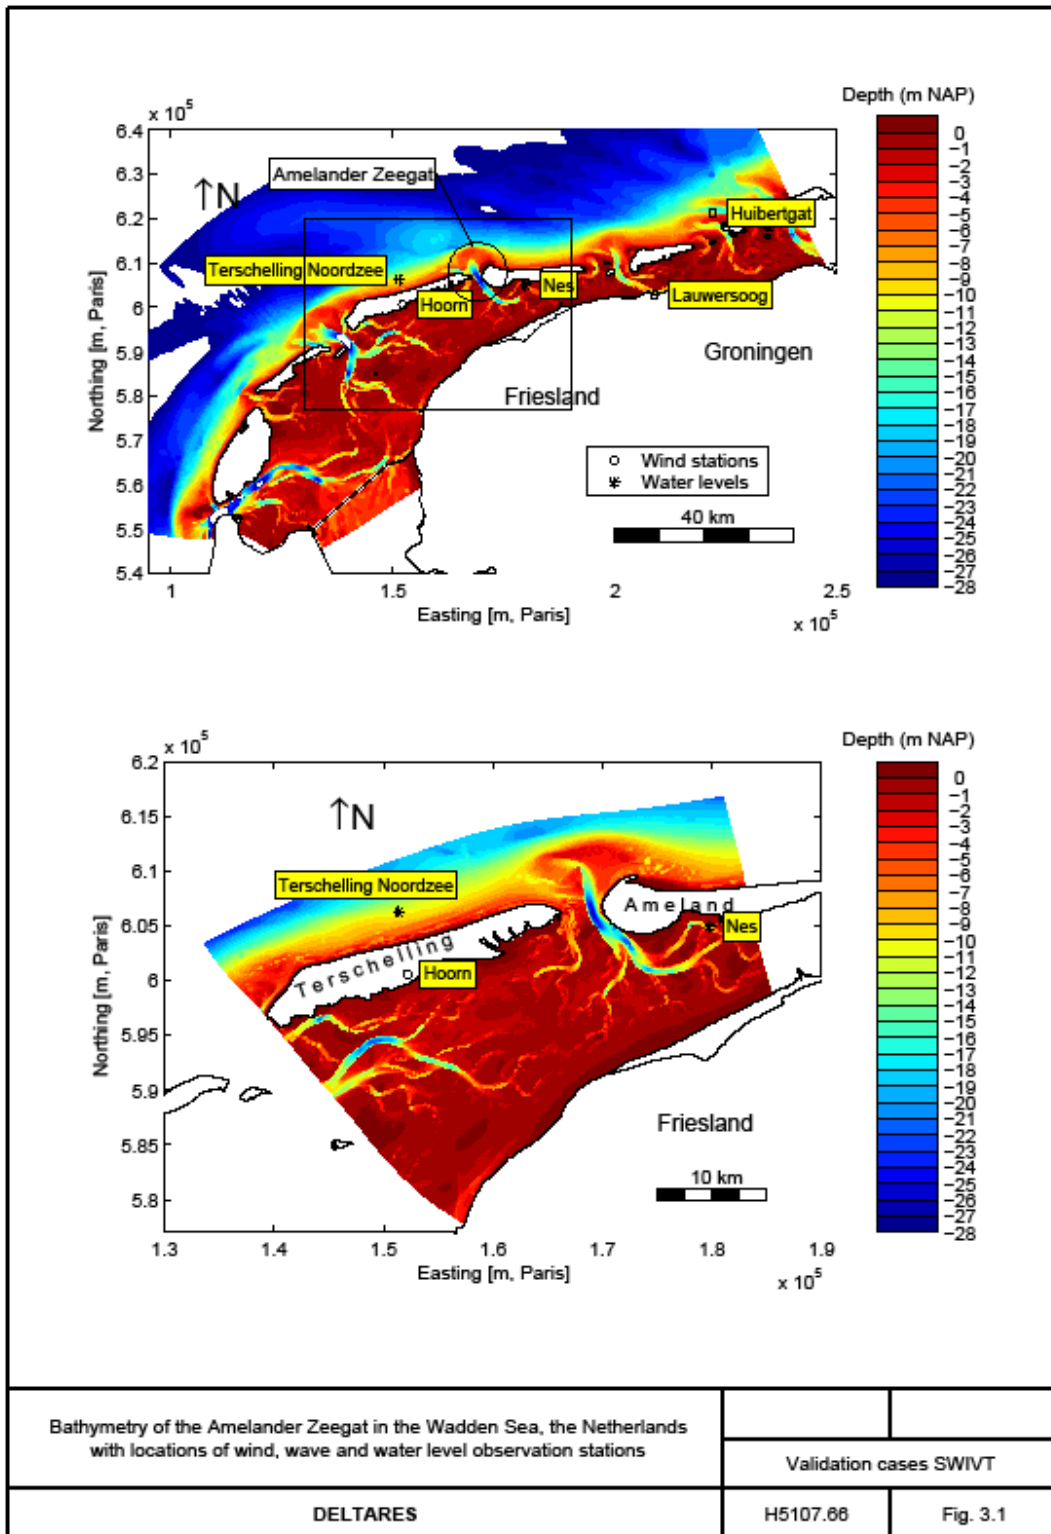 Depth (m NAP)
x 10^5
6.4
6.3
6.2
6.1
6
5.9
5.8
5.7
5.6
5.5
5.4
Northing [m, Paris]
↑N
Amelander Zeegat
Huibertgat
Terschelling Noordzee
Nes
Hoorn
Lauwersoog
Groningen
Friesland
Wind stations
Water levels
40 km
1
1.5
2
2.5
Easting [m, Paris]
x 10^5
0
−1
−2
−3
−4
−5
−6
−7
−8
−9
−10
−11
−12
−13
−14
−15
−16
−17
−18
−19
−20
−21
−22
−23
−24
−25
−26
−27
−28
Depth (m NAP)
x 10^5
6.2
6.15
6.1
6.05
6
5.95
5.9
5.85
5.8
Northing [m, Paris]
↑N
Terschelling Noordzee
Ameland
Nes
Terschelling
Hoorn
Friesland
10 km
1.3
1.4
1.5
1.6
1.7
1.8
1.9
Easting [m, Paris]
x 10^5
0
−1
−2
−3
−4
−5
−6
−7
−8
−9
−10
−11
−12
−13
−14
−15
−16
−17
−18
−19
−20
−21
−22
−23
−24
−25
−26
−27
−28
Bathymetry of the Amelander Zeegat in the Wadden Sea, the Netherlands
with locations of wind, wave and water level observation stations
Validation cases SWIVT
DELTARES
H5107.66
Fig. 3.1